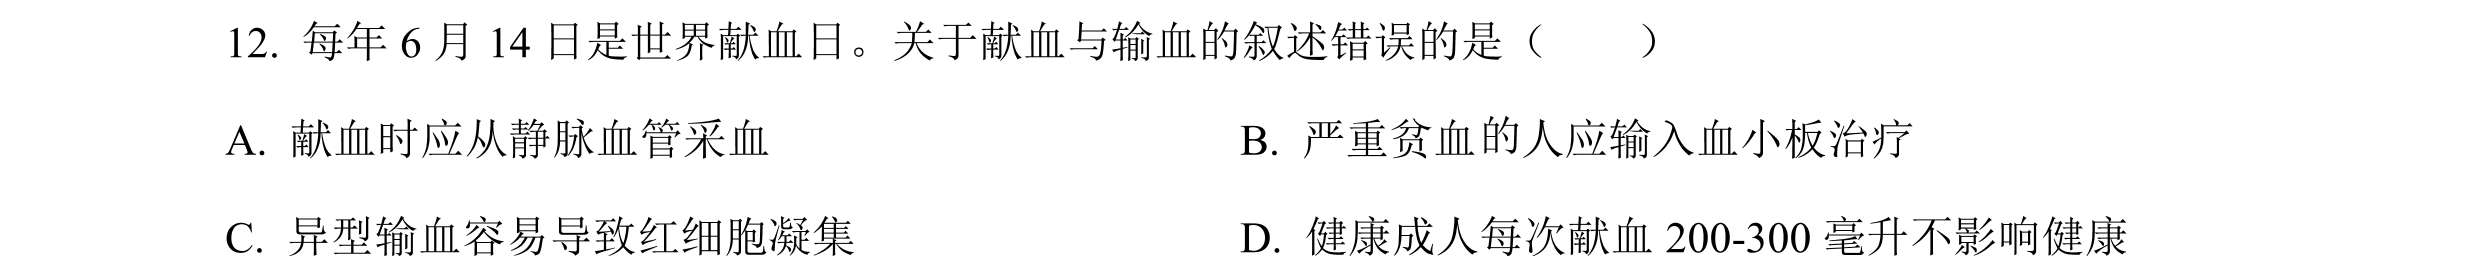 12. 每年 6 月 14 日是世界献血日。关于献血与输血的叙述错误的是（　　）
A. 献血时应从静脉血管采血　　B. 严重贫血的人应输入血小板治疗
C. 异型输血容易导致红细胞凝集　　D. 健康成人每次献血 200-300 毫升不影响健康